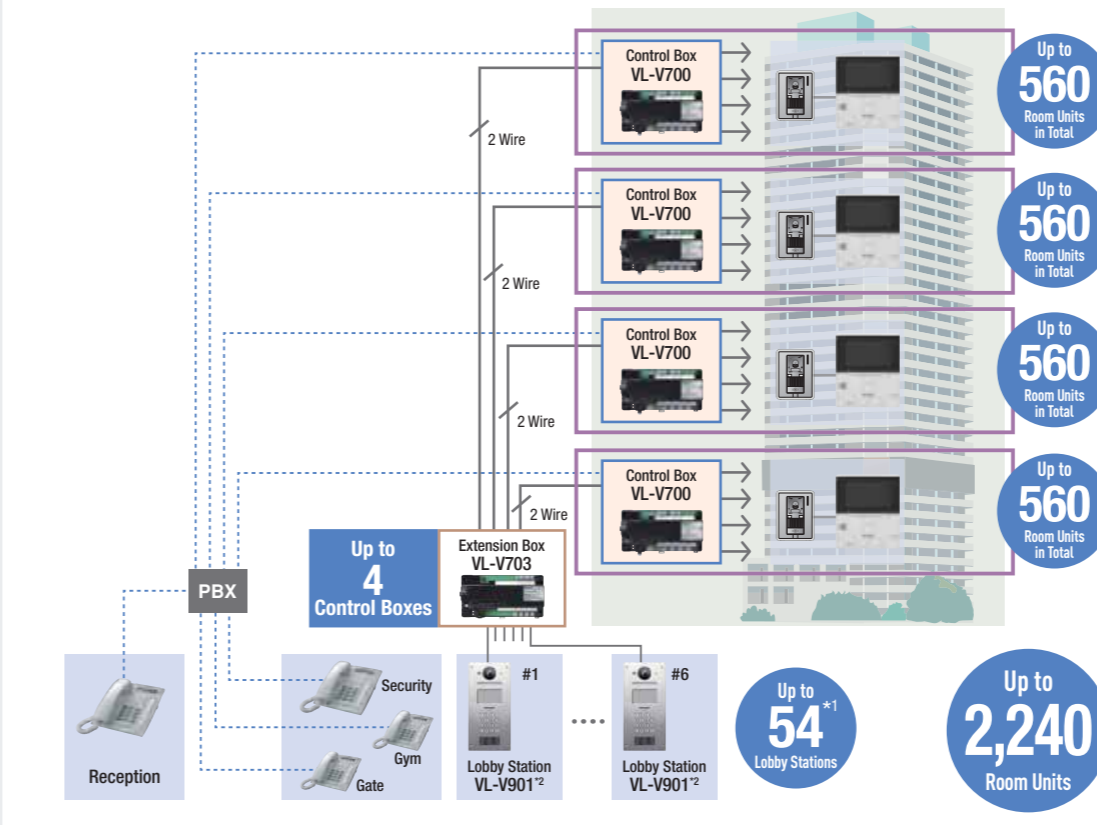 Control Box
VL-V700
Up to
560
Room Units
in Total
2 Wire
Control Box
VL-V700
Up to
560
Room Units
in Total
2 Wire
Control Box
VL-V700
Up to
560
Room Units
in Total
2 Wire
Control Box
VL-V700
Up to
560
Room Units
in Total
2 Wire
Up to
4
Control Boxes
Extension Box
VL-V703
PBX
Reception
Security
Gym
Gate
#1
Lobby Station
VL-V901*2
#6
Lobby Station
VL-V901*2
Up to
54*1
Lobby Stations
Up to
2,240
Room Units